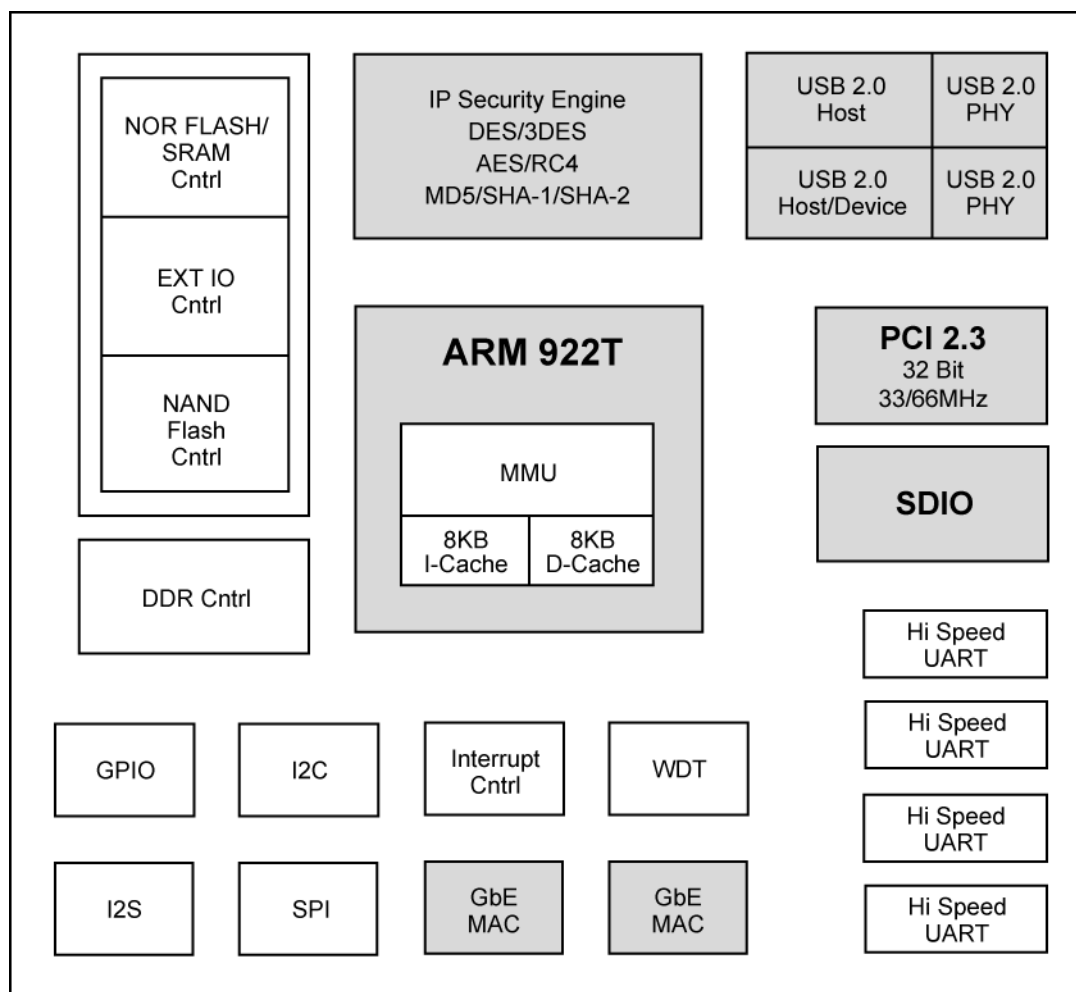 NOR FLASH/
SRAM
Cntrl
EXT IO
Cntrl
NAND
Flash
Cntrl
DDR Cntrl
IP Security Engine
DES/3DES
AES/RC4
MD5/SHA-1/SHA-2
USB 2.0
Host
USB 2.0
PHY
USB 2.0
Host/Device
USB 2.0
PHY
ARM 922T
MMU
8KB
I-Cache
8KB
D-Cache
PCI 2.3
32 Bit
33/66MHz
SDIO
Hi Speed
UART
Hi Speed
UART
Hi Speed
UART
Hi Speed
UART
GPIO
I2C
Interrupt
Cntrl
WDT
I2S
SPI
GbE
MAC
GbE
MAC